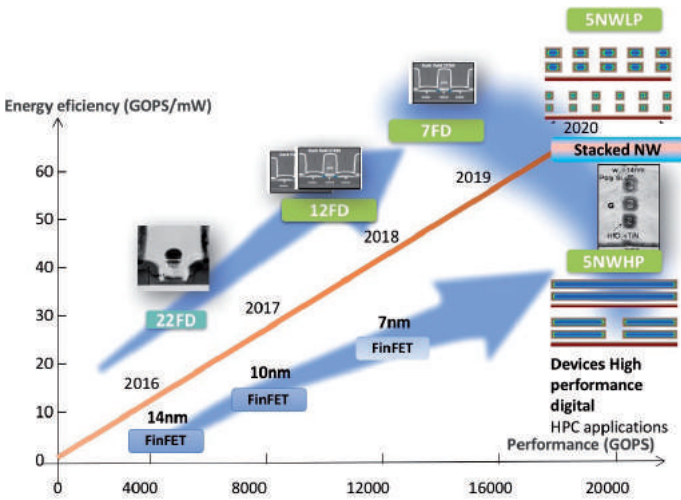 5NWLP
Energy eficiency (GOPS/mW)
7FD
2020
Stacked NW
60
2019
12FD
50
2018
G
5NWHP
40
22FD
2017
30
7nm
FinFET
20
2016
10nm
FinFET
Devices High
performance
digital
HPC applications
10
14nm
FinFET
Performance (GOPS)
0
0
4000
8000
12000
16000
20000